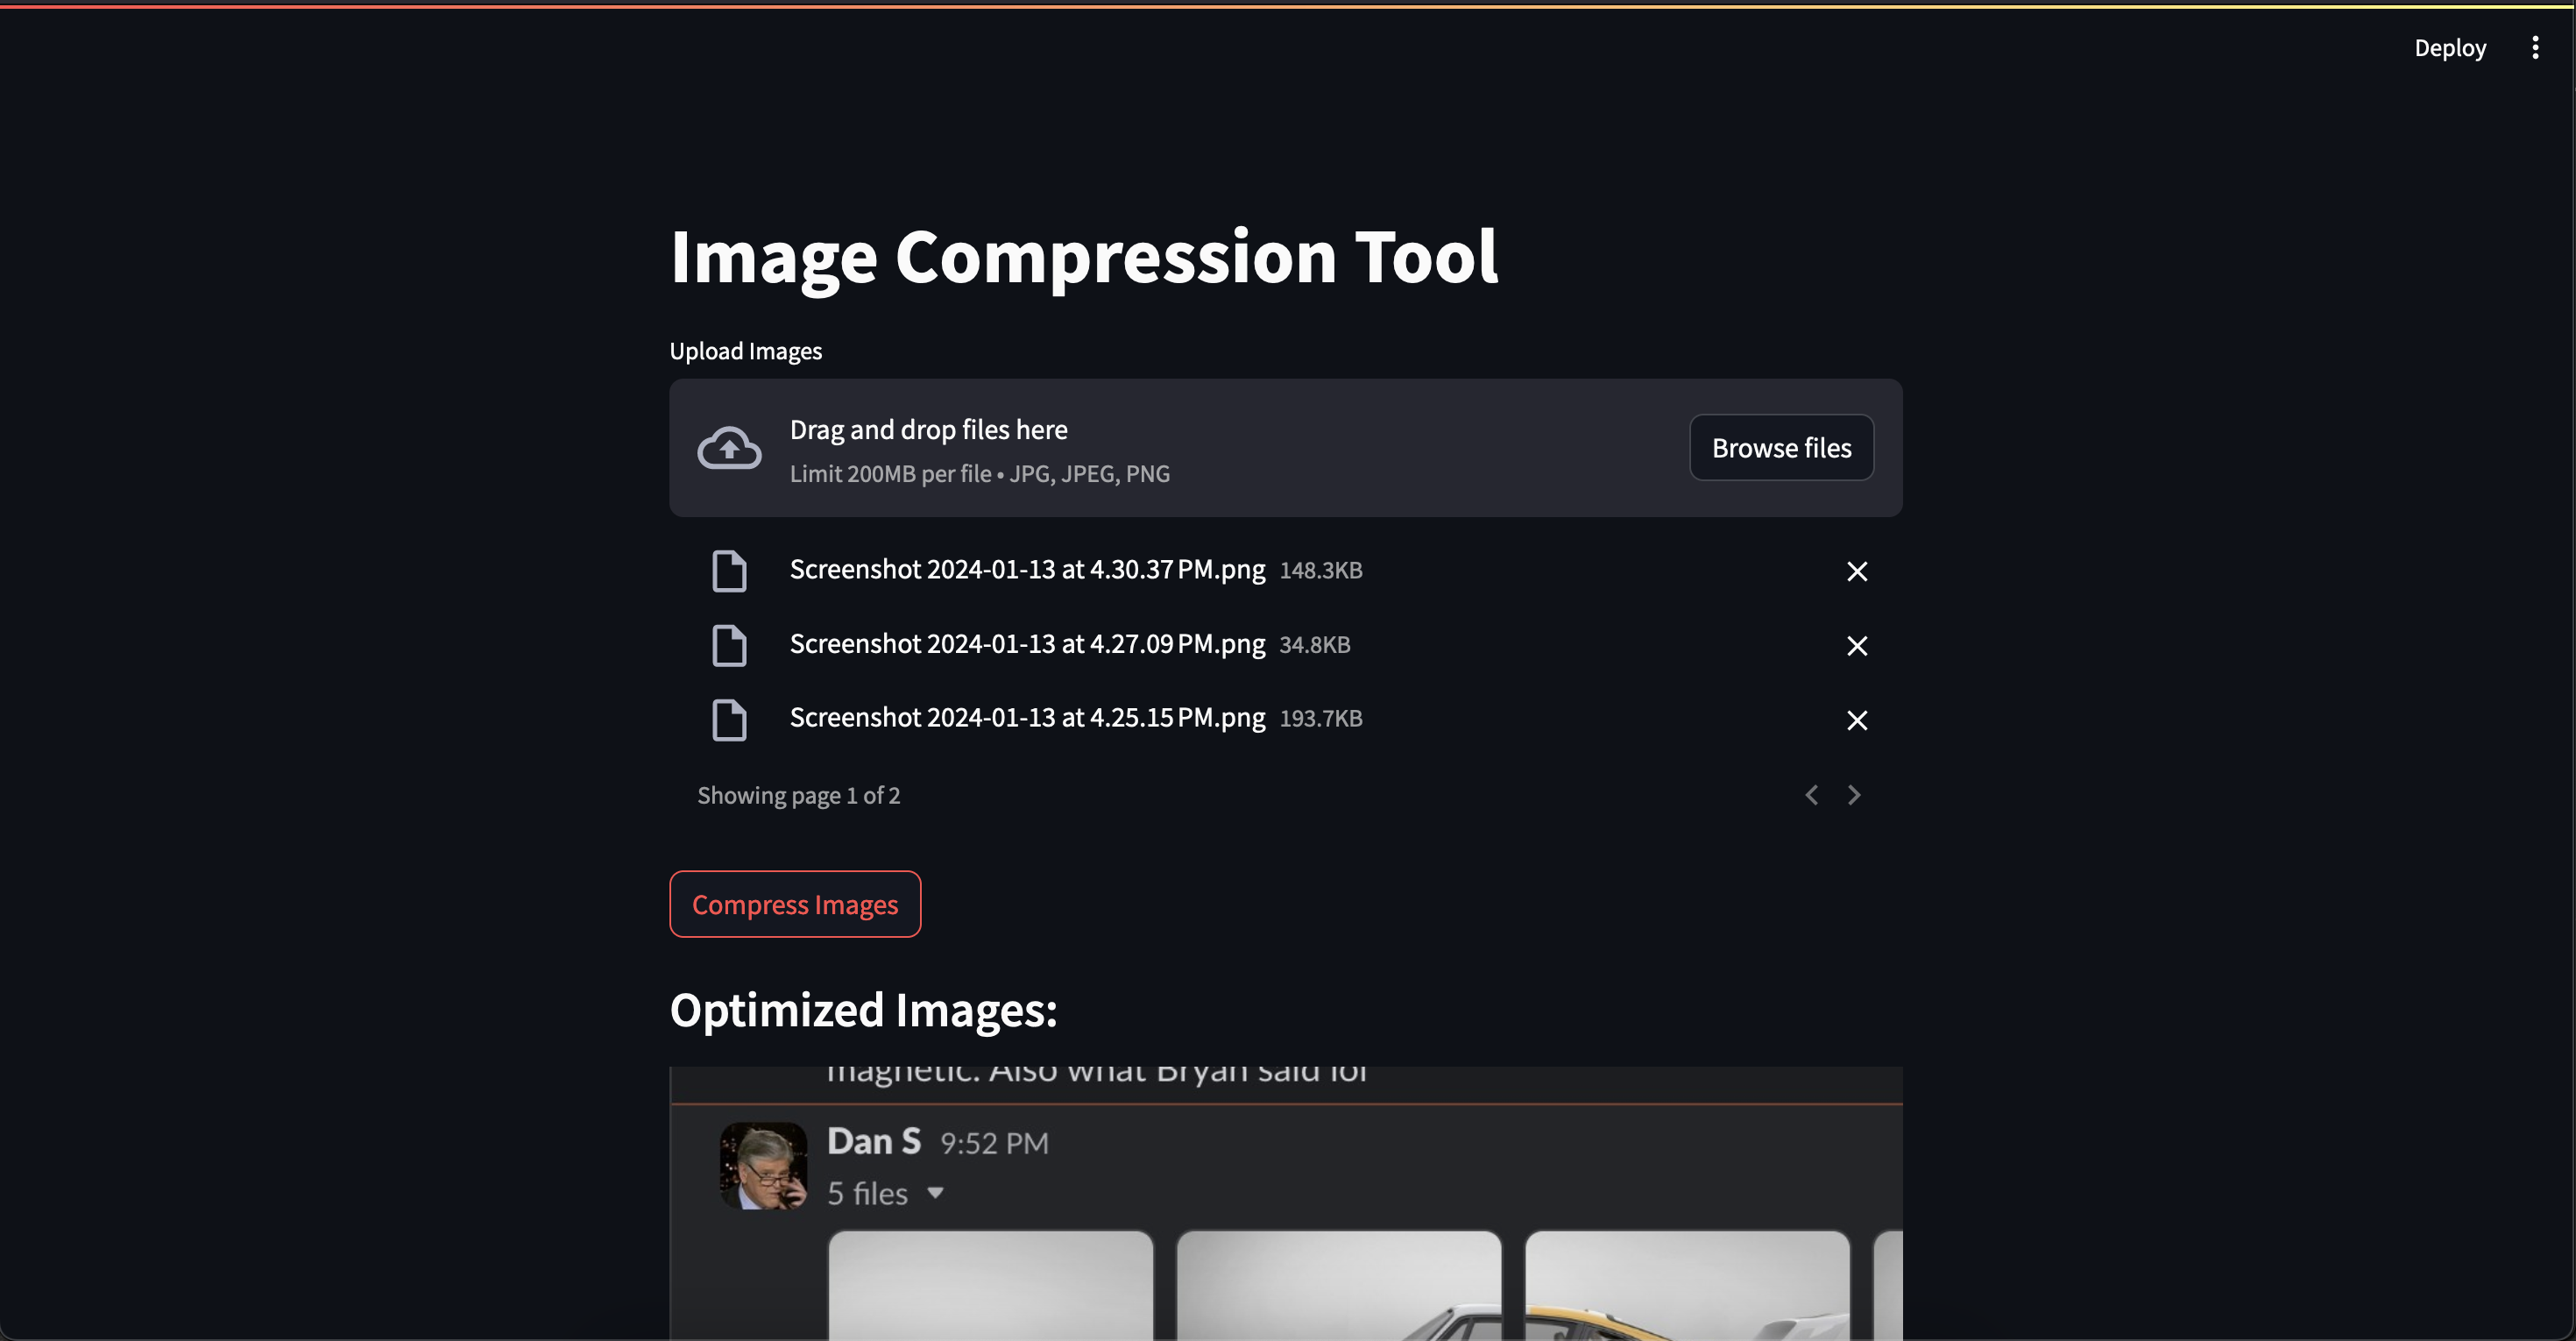 Deploy
Image Compression Tool
Upload Images
Drag and drop files here
Limit 200MB per file • JPG, JPEG, PNG
Browse files
Screenshot 2024-01-13 at 4.30.37 PM.png 148.3KB
Screenshot 2024-01-13 at 4.27.09 PM.png 34.8KB
Screenshot 2024-01-13 at 4.25.15 PM.png 193.7KB
Showing page 1 of 2
Compress Images
Optimized Images:
magnetic. Also what Bryan said lol
Dan S 9:52 PM
5 files